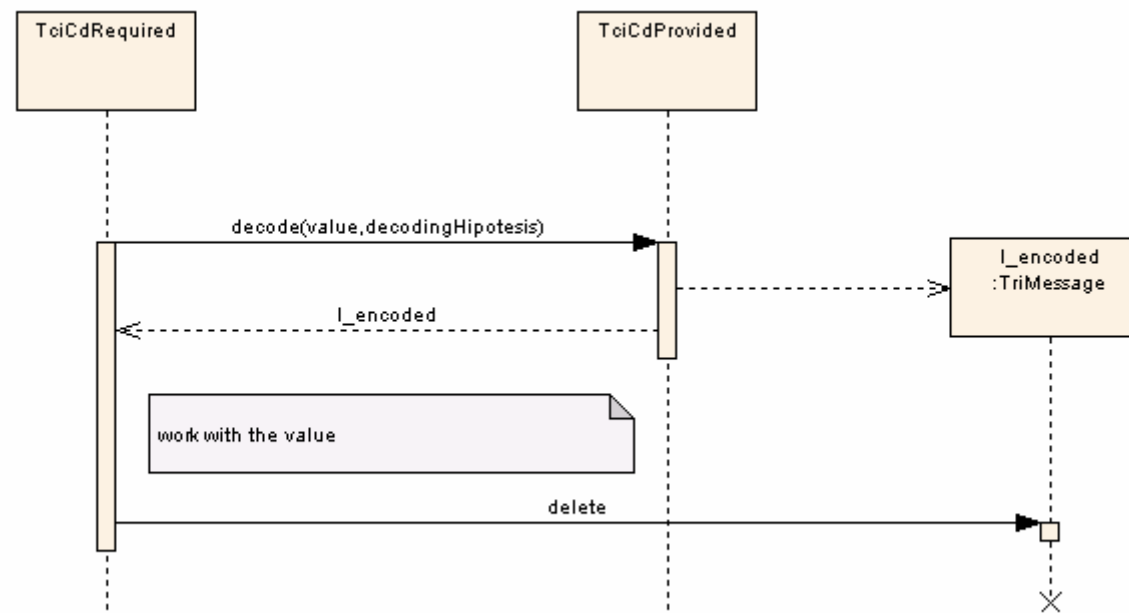 TciCdRequired
TciCdProvided
decode(value,decodingHipotesis)
l_encoded
:TriMessage
l_encoded
work with the value
delete